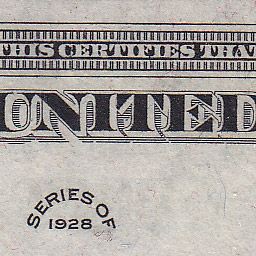 THIS CERTIFIES THA
UNITED
SERIES OF
1928